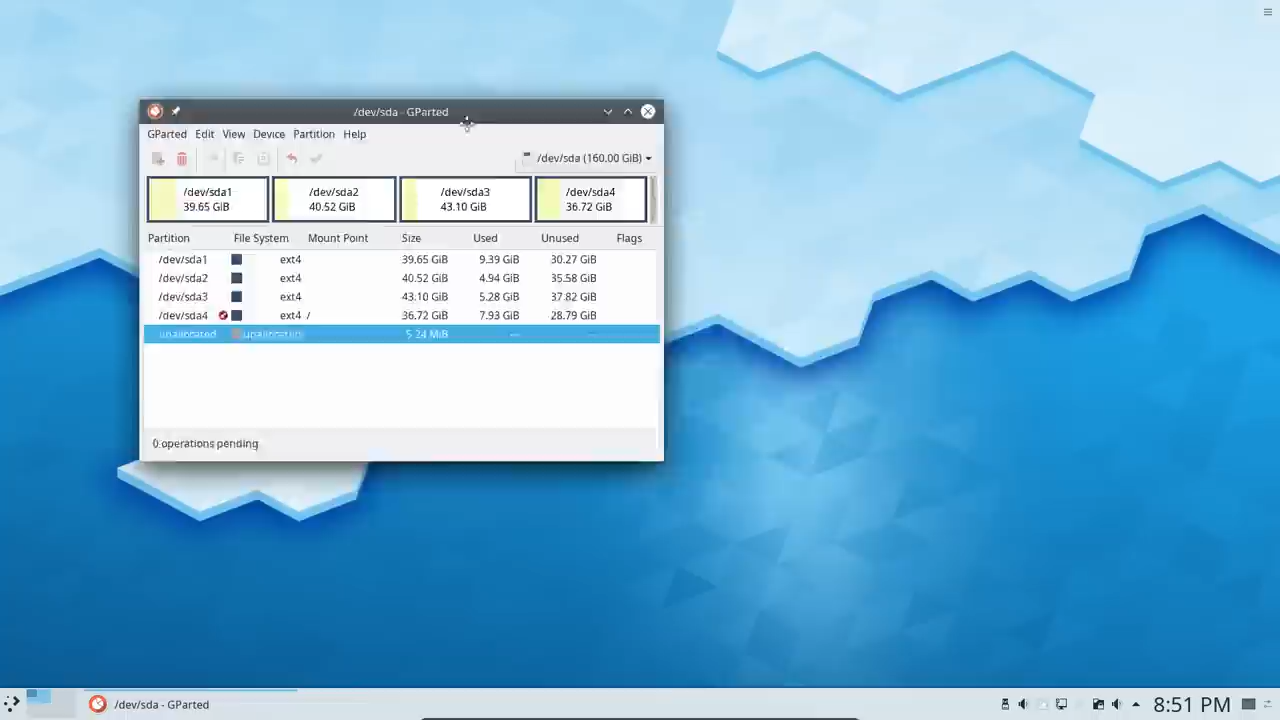 /dev/sda - GParted
GParted Edit View Device Partition Help
/dev/sda (160.00 GiB)
/dev/sda1 /dev/sda2 /dev/sda3 /dev/sda4
39.65 GiB 40.52 GiB 43.10 GiB 36.72 GiB
Partition File System Mount Point Size Used Unused Flags
/dev/sda1 ext4 39.65 GiB 9.39 GiB 30.27 GiB
/dev/sda2 ext4 40.52 GiB 4.94 GiB 35.58 GiB
/dev/sda3 ext4 43.10 GiB 5.28 GiB 37.82 GiB
/dev/sda4 ext4 / 36.72 GiB 7.93 GiB 28.79 GiB
unallocated unallocated 5.24 MiB --- ---
0 operations pending
/dev/sda - GParted 8:51 PM